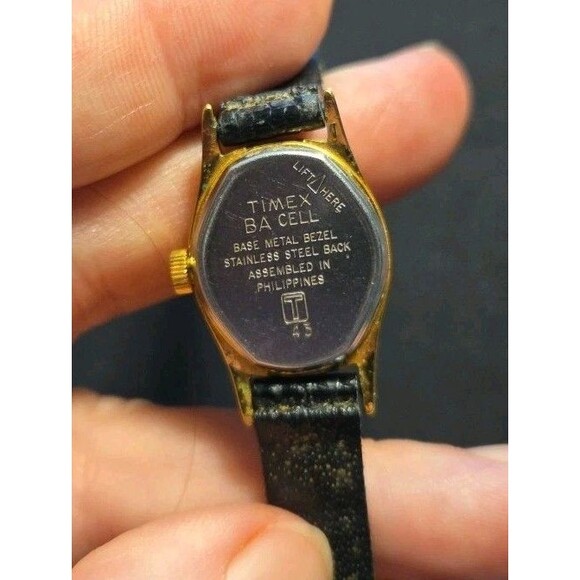 LIFT HERE
TIMEX
BA CELL
BASE METAL BEZEL
STAINLESS STEEL BACK
ASSEMBLED IN
PHILIPPINES
T
45